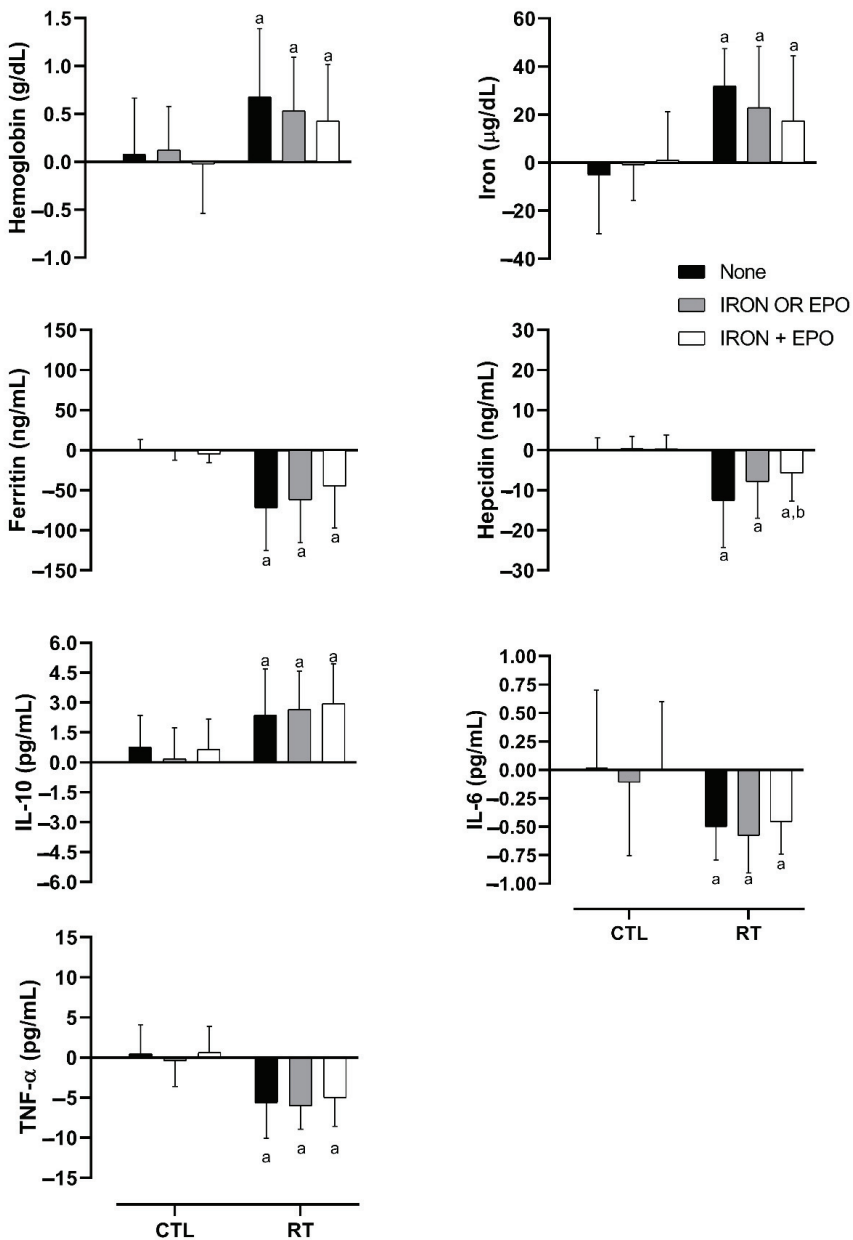 Hemoglobin (g/dL)
1.5
1.0
0.5
0.0
–0.5
–1.0
a
a
a
Iron (μg/dL)
60
40
20
0
–20
–40
a
a
a
None
IRON OR EPO
IRON + EPO
Ferritin (ng/mL)
150
100
50
0
–50
–100
–150
a
a
a
Hepcidin (ng/mL)
30
20
10
0
–10
–20
–30
a
a
a,b
IL-10 (pg/mL)
6.0
4.5
3.0
1.5
0.0
–1.5
–3.0
–4.5
–6.0
a
a
a
IL-6 (pg/mL)
1.00
0.75
0.50
0.25
0.00
–0.25
–0.50
–0.75
–1.00
a
a
a
CTL
RT
TNF-α (pg/mL)
15
10
5
0
–5
–10
–15
a
a
a
CTL
RT